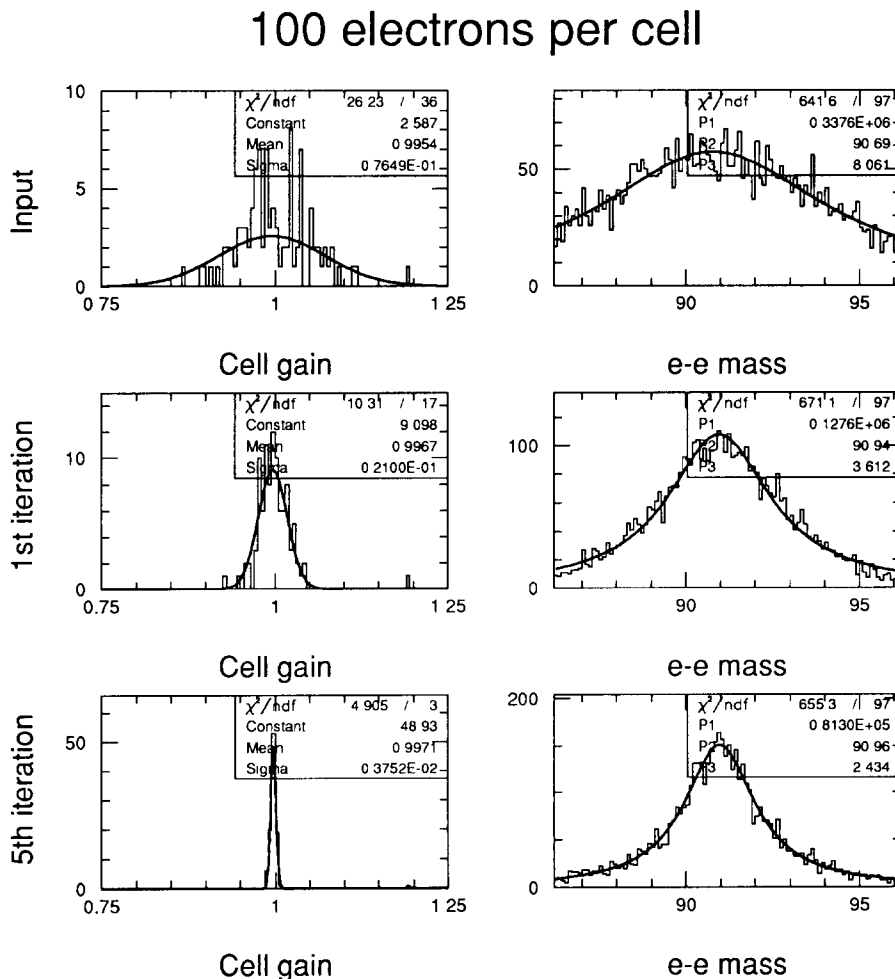 100 electrons per cell
Input
10
5
0
0 75
1
1 25
χ²/ndf 26 23 / 36
Constant 2 587
Mean 0 9954
Sigma 0 7649E-01
Cell gain
50
0
90
95
χ²/ndf 641 6 / 97
P1 0 3376E+06
P2 90 69
P3 8 061
e-e mass
1st iteration
10
0
0 75
1
1 25
χ²/ndf 10 31 / 17
Constant 9 098
Mean 0 9967
Sigma 0 2100E-01
Cell gain
100
0
90
95
χ²/ndf 671 1 / 97
P1 0 1276E+06
P2 90 94
P3 3 612
e-e mass
5th iteration
50
0
0.75
1
1 25
χ²/ndf 4 905 / 3
Constant 48 93
Mean 0 9971
Sigma 0 3752E-02
Cell gain
200
0
90
95
χ²/ndf 655 3 / 97
P1 0 8130E+05
P2 90 96
P3 2 434
e-e mass